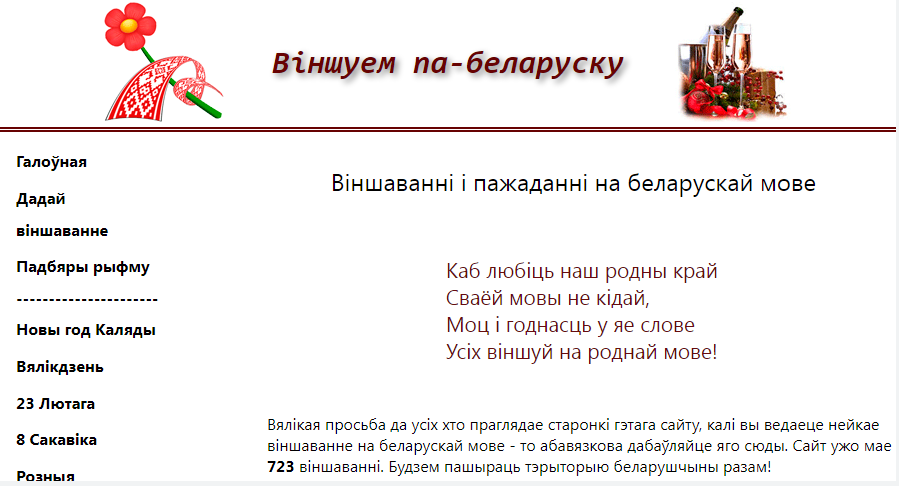 Віншуем па-беларуску
Галоўная
Дадай
віншаванне
Падбяры рыфму
----------------------
Новы год Каляды
Вялікдзень
23 Лютага
8 Сакавіка
Розныя
Віншаванні і пажаданні на беларускай мове
Каб любіць наш родны край
Сваёй мовы не кідай,
Моц і годнасць у яе слове
Усіх віншуй на роднай мове!
Вялікая просьба да усіх хто праглядае старонкі гэтага сайту, калі вы ведаеце нейкае
віншаванне на беларускай мове - то абавязкова дабаўляйце яго сюды. Сайт ужо мае
723 віншаванні. Будзем пашыраць тэрыторыю беларушчыны разам!